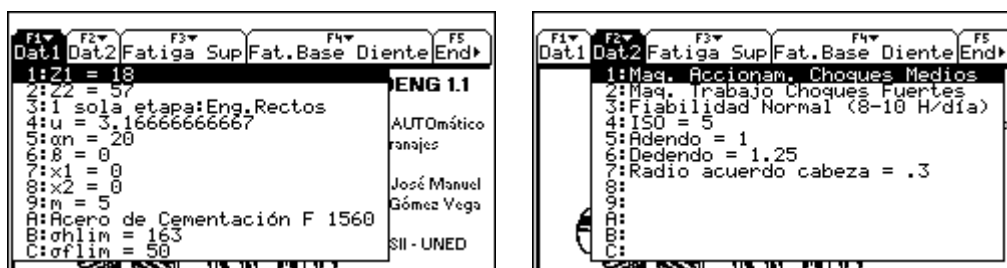 F1 F2 F3 F4 F5
Dat1 Dat2 Fatiga Sup Fat.Base Diente End
1:Z1 = 18
2:Z2 = 57
3:1 sola etapa:Eng.Rectos
4:u = 3.16666666667
5:αn = 20
6:β = 0
7:x1 = 0
8:x2 = 0
9:m = 5
A:Acero de Cementación F 1560
B:σhlim = 163
C:σflim = 50
DENG 1.1
AUTOmático
ranajes
José Manuel
Gómez Vega
SII - UNED
F1 F2 F3 F4 F5
Dat1 Dat2 Fatiga Sup Fat.Base Diente End
1:Maq. Accionam. Choques Medios
2:Maq. Trabajo Choques Fuertes
3:Fiabilidad Normal (8-10 H/día)
4:ISO = 5
5:Adendo = 1
6:Dedendo = 1.25
7:Radio acuerdo cabeza = .3
8:
9:
A:
B:
C: